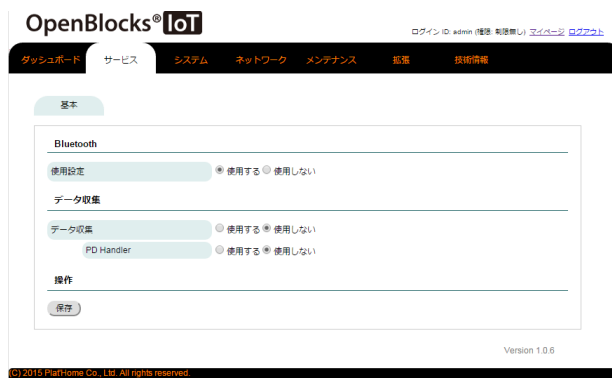 OpenBlocks® IoT
ログイン ID: admin (権限: 制限無し) マイページ ログアウト
ダッシュボード サービス システム ネットワーク メンテナンス 拡張 技術情報
基本
Bluetooth
使用設定 使用する 使用しない
データ収集
データ収集 使用する 使用しない
PD Handler 使用する 使用しない
操作
保存
Version 1.0.6
(C) 2015 Plat'Home Co., Ltd. All rights reserved.